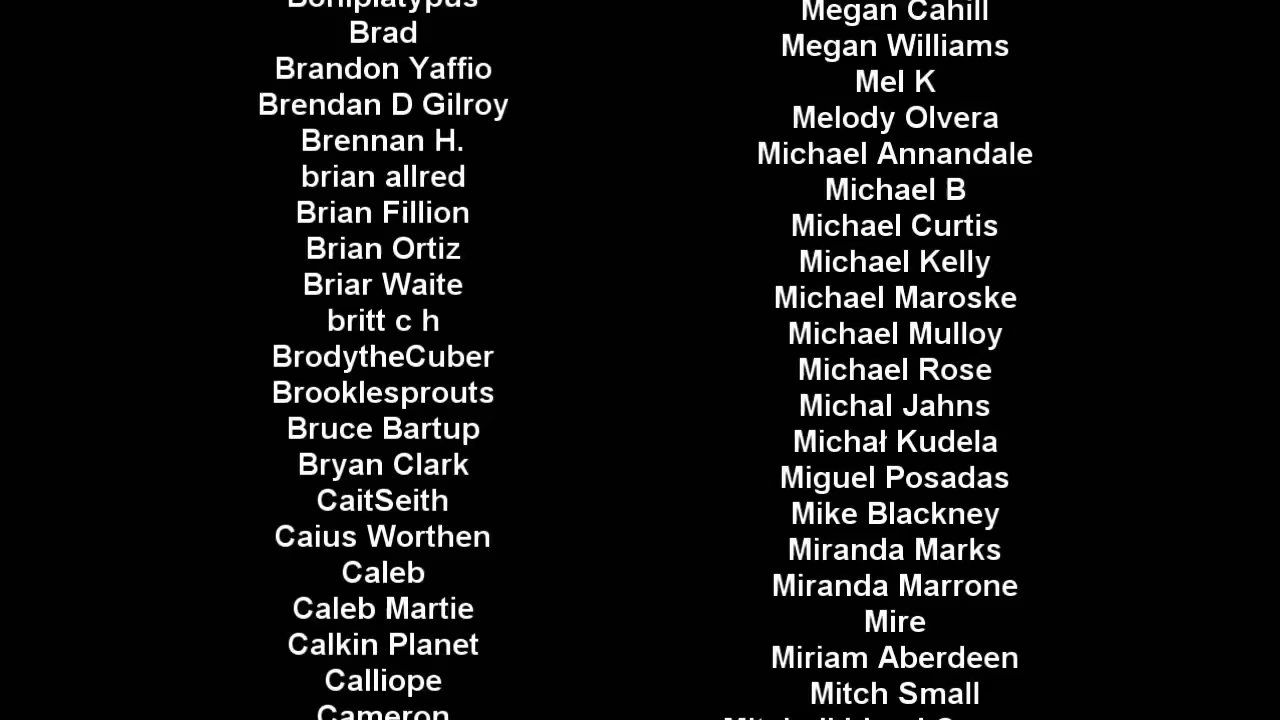 Brad
Brandon Yaffio
Brendan D Gilroy
Brennan H.
brian allred
Brian Fillion
Brian Ortiz
Briar Waite
britt c h
BrodytheCuber
Brooklesprouts
Bruce Bartup
Bryan Clark
CaitSeith
Caius Worthen
Caleb
Caleb Martie
Calkin Planet
Calliope
Cameron
Megan Cahill
Megan Williams
Mel K
Melody Olvera
Michael Annandale
Michael B
Michael Curtis
Michael Kelly
Michael Maroske
Michael Mulloy
Michael Rose
Michal Jahns
Michał Kudela
Miguel Posadas
Mike Blackney
Miranda Marks
Miranda Marrone
Mire
Miriam Aberdeen
Mitch Small